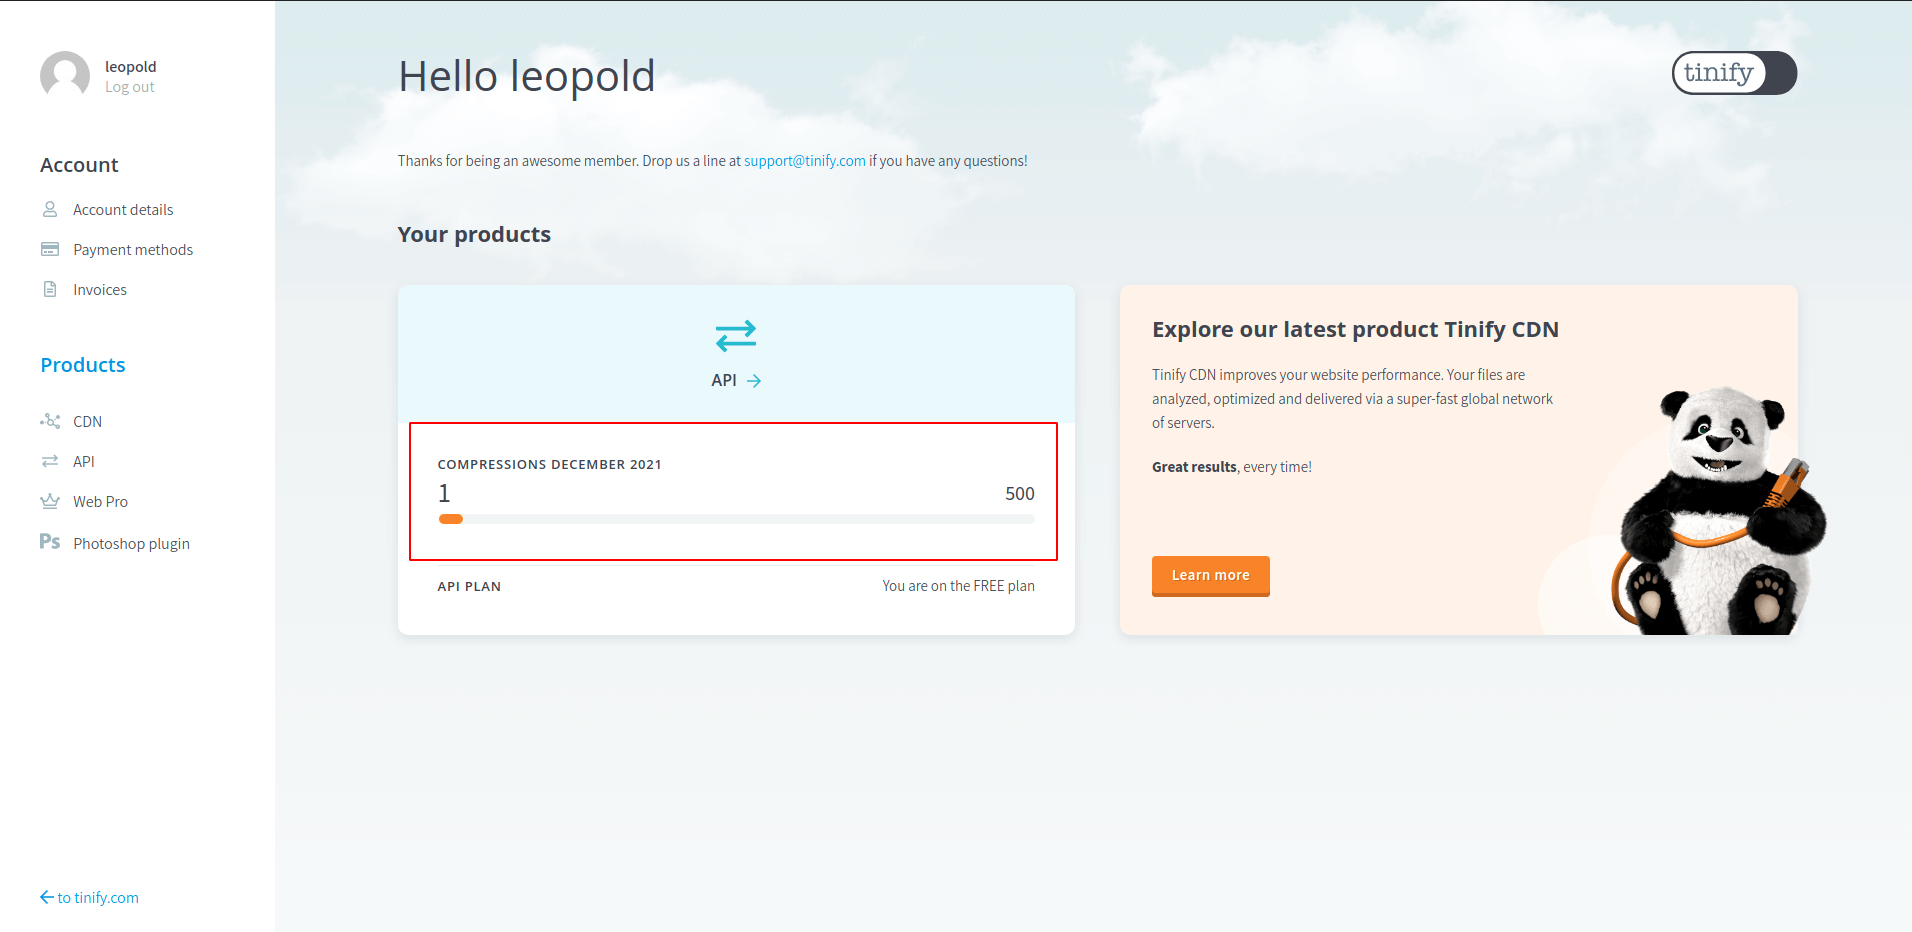 leopold
Log out
Account
Account details
Payment methods
Invoices
Products
CDN
API
Web Pro
Ps Photoshop plugin
to tinify.com
Hello leopold
tinify
Thanks for being an awesome member. Drop us a line at support@tinify.com if you have any questions!
Your products
API
COMPRESSIONS DECEMBER 2021
1 500
API PLAN You are on the FREE plan
Explore our latest product Tinify CDN
Tinify CDN improves your website performance. Your files are
analyzed, optimized and delivered via a super-fast global network
of servers.
Great results, every time!
Learn more